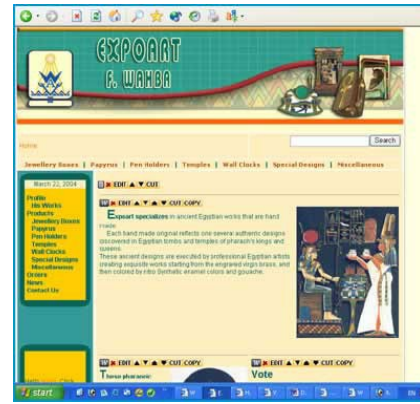 EXPOART
F. WAHBA
Home
Search
Jewellery Boxes | Papyrus | Pen Holders | Temples | Wall Clocks | Special Designs | *Miscellaneous
March 22, 2004
EDIT CUT
Profile
His Works
Products
Jewellery Boxes
Papyrus
Pen Holders
Temples
Wall Clocks
Special Designs
Miscellaneous
Orders
News
Contact Us
EDIT CUT COPY
Expoart specializes in ancient Egyptian works that are hand
made.
Each hand made original reflects one several authentic designs
discovered in Egyptian tombs and temples of pharaoh's kings and
queens.
These ancient designs are executed by professional Egyptian artists
creating exquisite works starting from the engraved virgin brass, and
then colored by nitro Synthetic enamel colors and gouache.
EDIT CUT COPY
EDIT CUT COPY
Vote
start